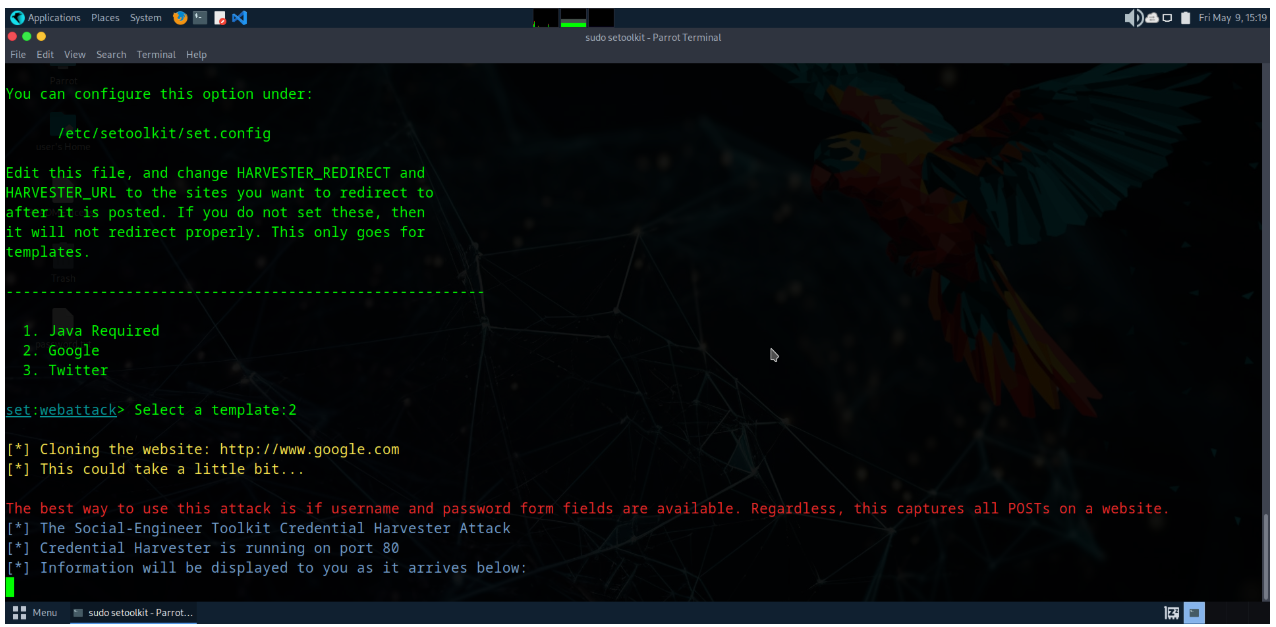 Applications Places System Fri May 9, 15:19
sudo setoolkit - Parrot Terminal
File Edit View Search Terminal Help
Parrot
You can configure this option under:
/etc/setoolkit/set.config
user's Home
Edit this file, and change HARVESTER_REDIRECT and
HARVESTER_URL to the sites you want to redirect to
after it is posted. If you do not set these, then
it will not redirect properly. This only goes for
templates.
Trash
--------------------------------------------------------
1. Java Required
2. Google
3. Twitter
set:webattack> Select a template:2
[*] Cloning the website: http://www.google.com
[*] This could take a little bit...
The best way to use this attack is if username and password form fields are available. Regardless, this captures all POSTs on a website.
[*] The Social-Engineer Toolkit Credential Harvester Attack
[*] Credential Harvester is running on port 80
[*] Information will be displayed to you as it arrives below:
Menu sudo setoolkit - Parrot...